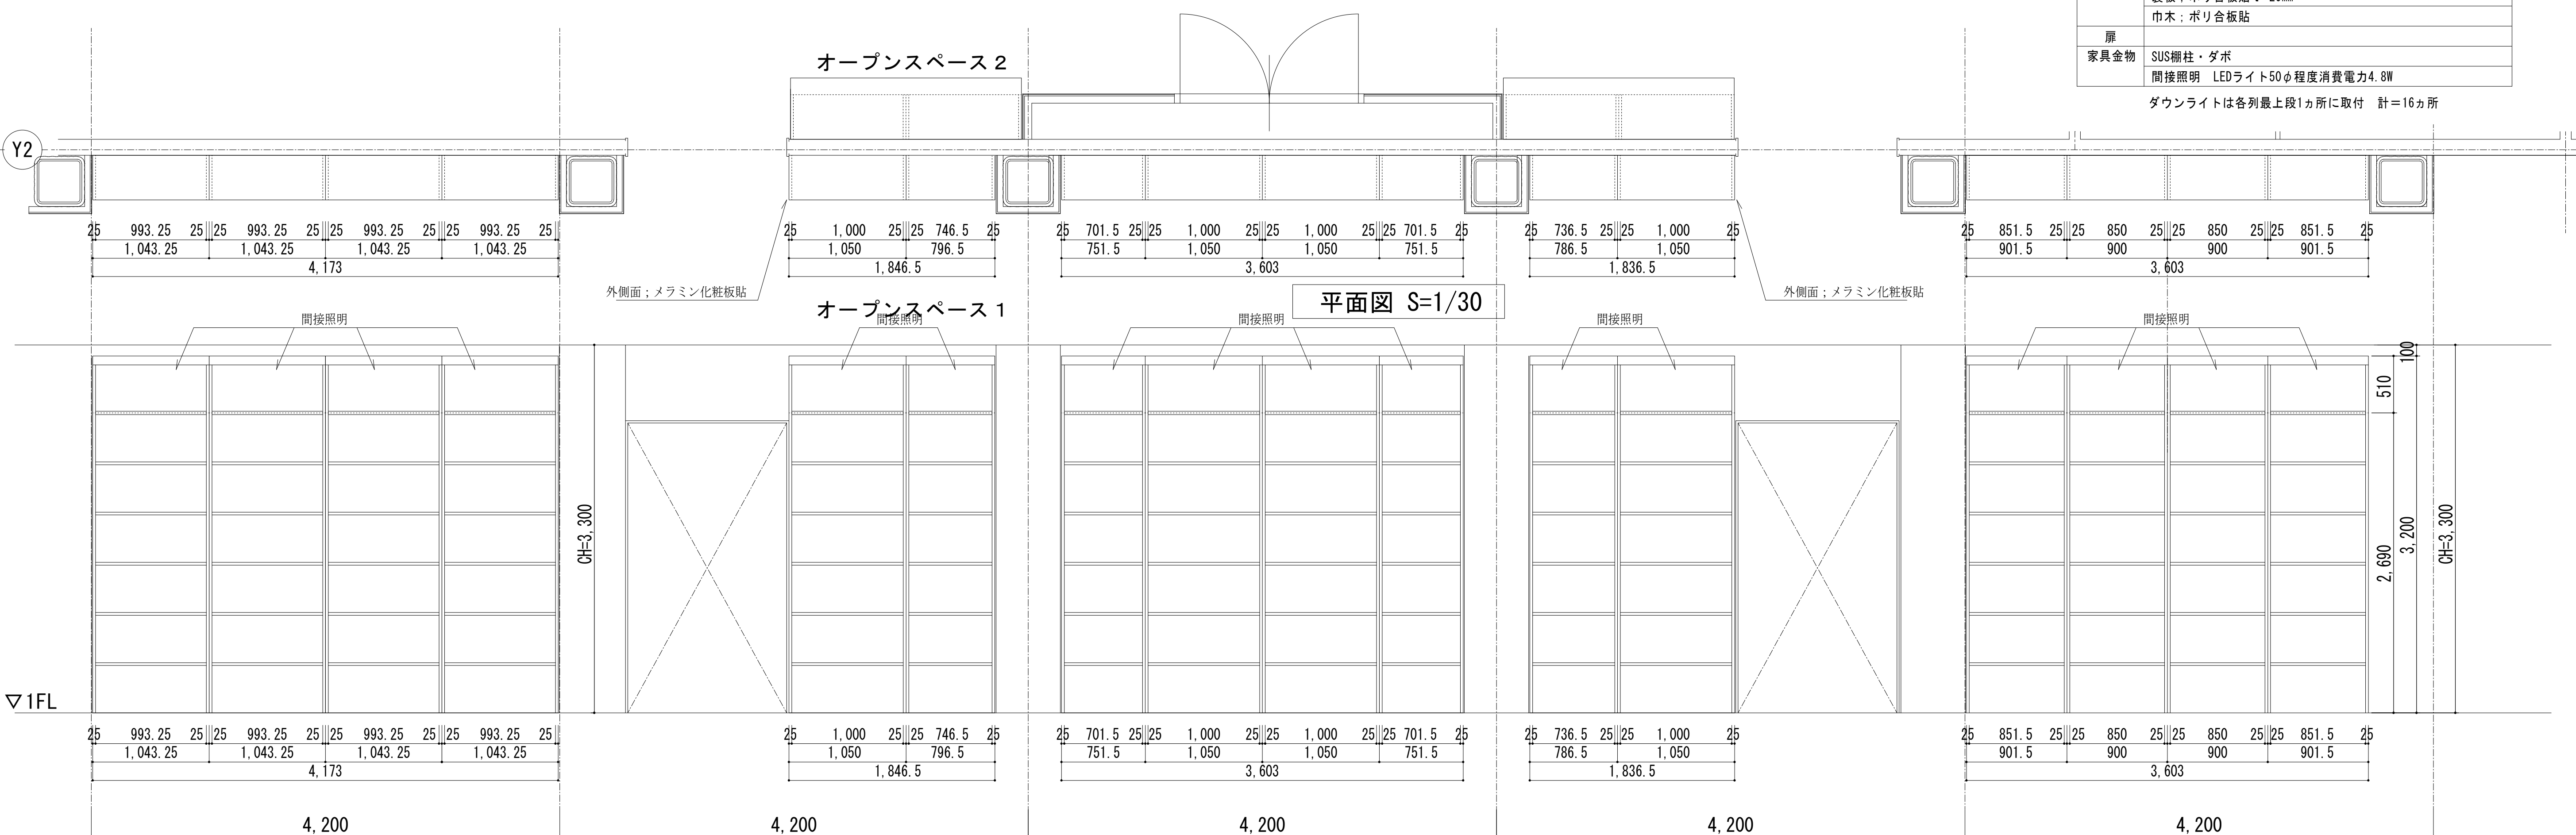 巾木；ポリ合板貼
扉
家具金物 SUS棚柱・ダボ
間接照明 LEDライト50φ程度消費電力4.8W
ダウンライトは各列最上段1ヵ所に取付 計＝16ヵ所
オープンスペース２
Y2
25 993.25 25 25 993.25 25 25 993.25 25 25 993.25 25
1,043.25 1,043.25 1,043.25 1,043.25
4,173
25 1,000 25 25 746.5 25
1,050 796.5
1,846.5
25 701.5 25 25 1,000 25 25 1,000 25 25 701.5 25
751.5 1,050 1,050 751.5
3,603
25 736.5 25 25 1,000 25
786.5 1,050
1,836.5
25 851.5 25 25 850 25 25 850 25 25 851.5 25
901.5 900 900 901.5
3,603
外側面；メラミン化粧板貼
外側面；メラミン化粧板貼
平面図 S=1/30
オープンスペース１
間接照明
間接照明
間接照明
間接照明
間接照明
CH=3,300
100
510
2,690
3,200
CH=3,300
▽1FL
25 993.25 25 25 993.25 25 25 993.25 25 25 993.25 25
1,043.25 1,043.25 1,043.25 1,043.25
4,173
25 1,000 25 25 746.5 25
1,050 796.5
1,846.5
25 701.5 25 25 1,000 25 25 1,000 25 25 701.5 25
751.5 1,050 1,050 751.5
3,603
25 736.5 25 25 1,000 25
786.5 1,050
1,836.5
25 851.5 25 25 850 25 25 850 25 25 851.5 25
901.5 900 900 901.5
3,603
4,200 4,200 4,200 4,200 4,200